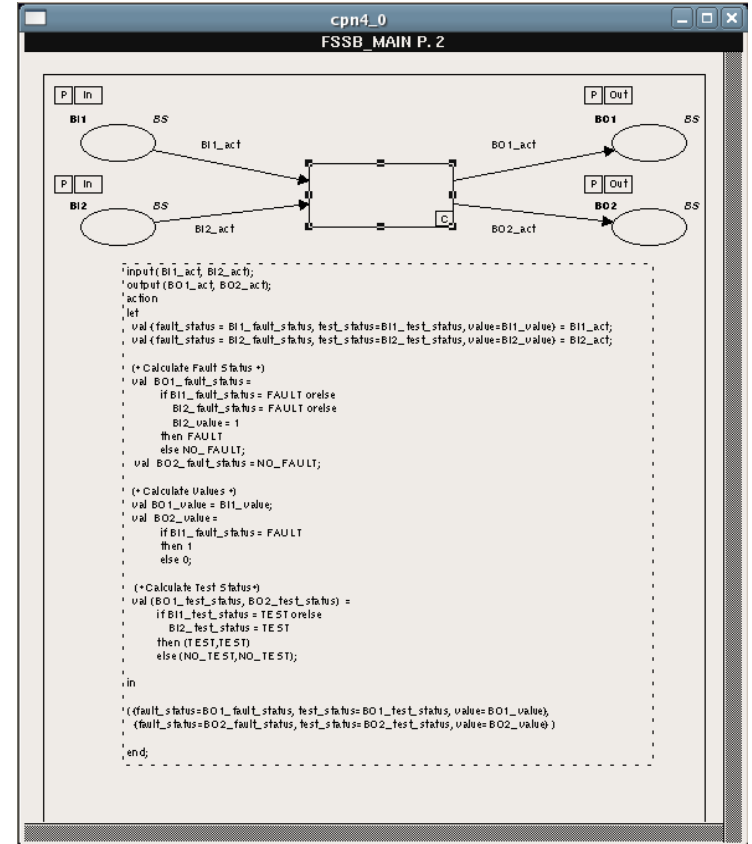 cpn4_0
FSSB_MAIN P. 2
P In
P Out
BI1 BS
BO1 BS
BI1_act
BO1_act
P In
P Out
BI2 BS
BO2 BS
C
BI2_act
BO2_act
input (BI1_act, BI2_act);
output (BO1_act, BO2_act);
action
let
val {fault_status = BI1_fault_status, test_status=BI1_test_status, value=BI1_value} = BI1_act;
val {fault_status = BI2_fault_status, test_status=BI2_test_status, value=BI2_value} = BI2_act;
(* Calculate Fault Status *)
val BO1_fault_status =
if BI1_fault_status = FAULT orelse
BI2_fault_status = FAULT orelse
BI2_value = 1
then FAULT
else NO_FAULT;
val BO2_fault_status = NO_FAULT;
(* Calculate Values *)
val BO1_value = BI1_value;
val BO2_value =
if BI1_fault_status = FAULT
then 1
else 0;
(*Calculate Test Status*)
val (BO1_test_status, BO2_test_status) =
if BI1_test_status = TEST orelse
BI2_test_status = TEST
then (TEST,TEST)
else (NO_TEST,NO_TEST);
in
({fault_status=BO1_fault_status, test_status=BO1_test_status, value=BO1_value},
{fault_status=BO2_fault_status, test_status=BO2_test_status, value=BO2_value} )
end;